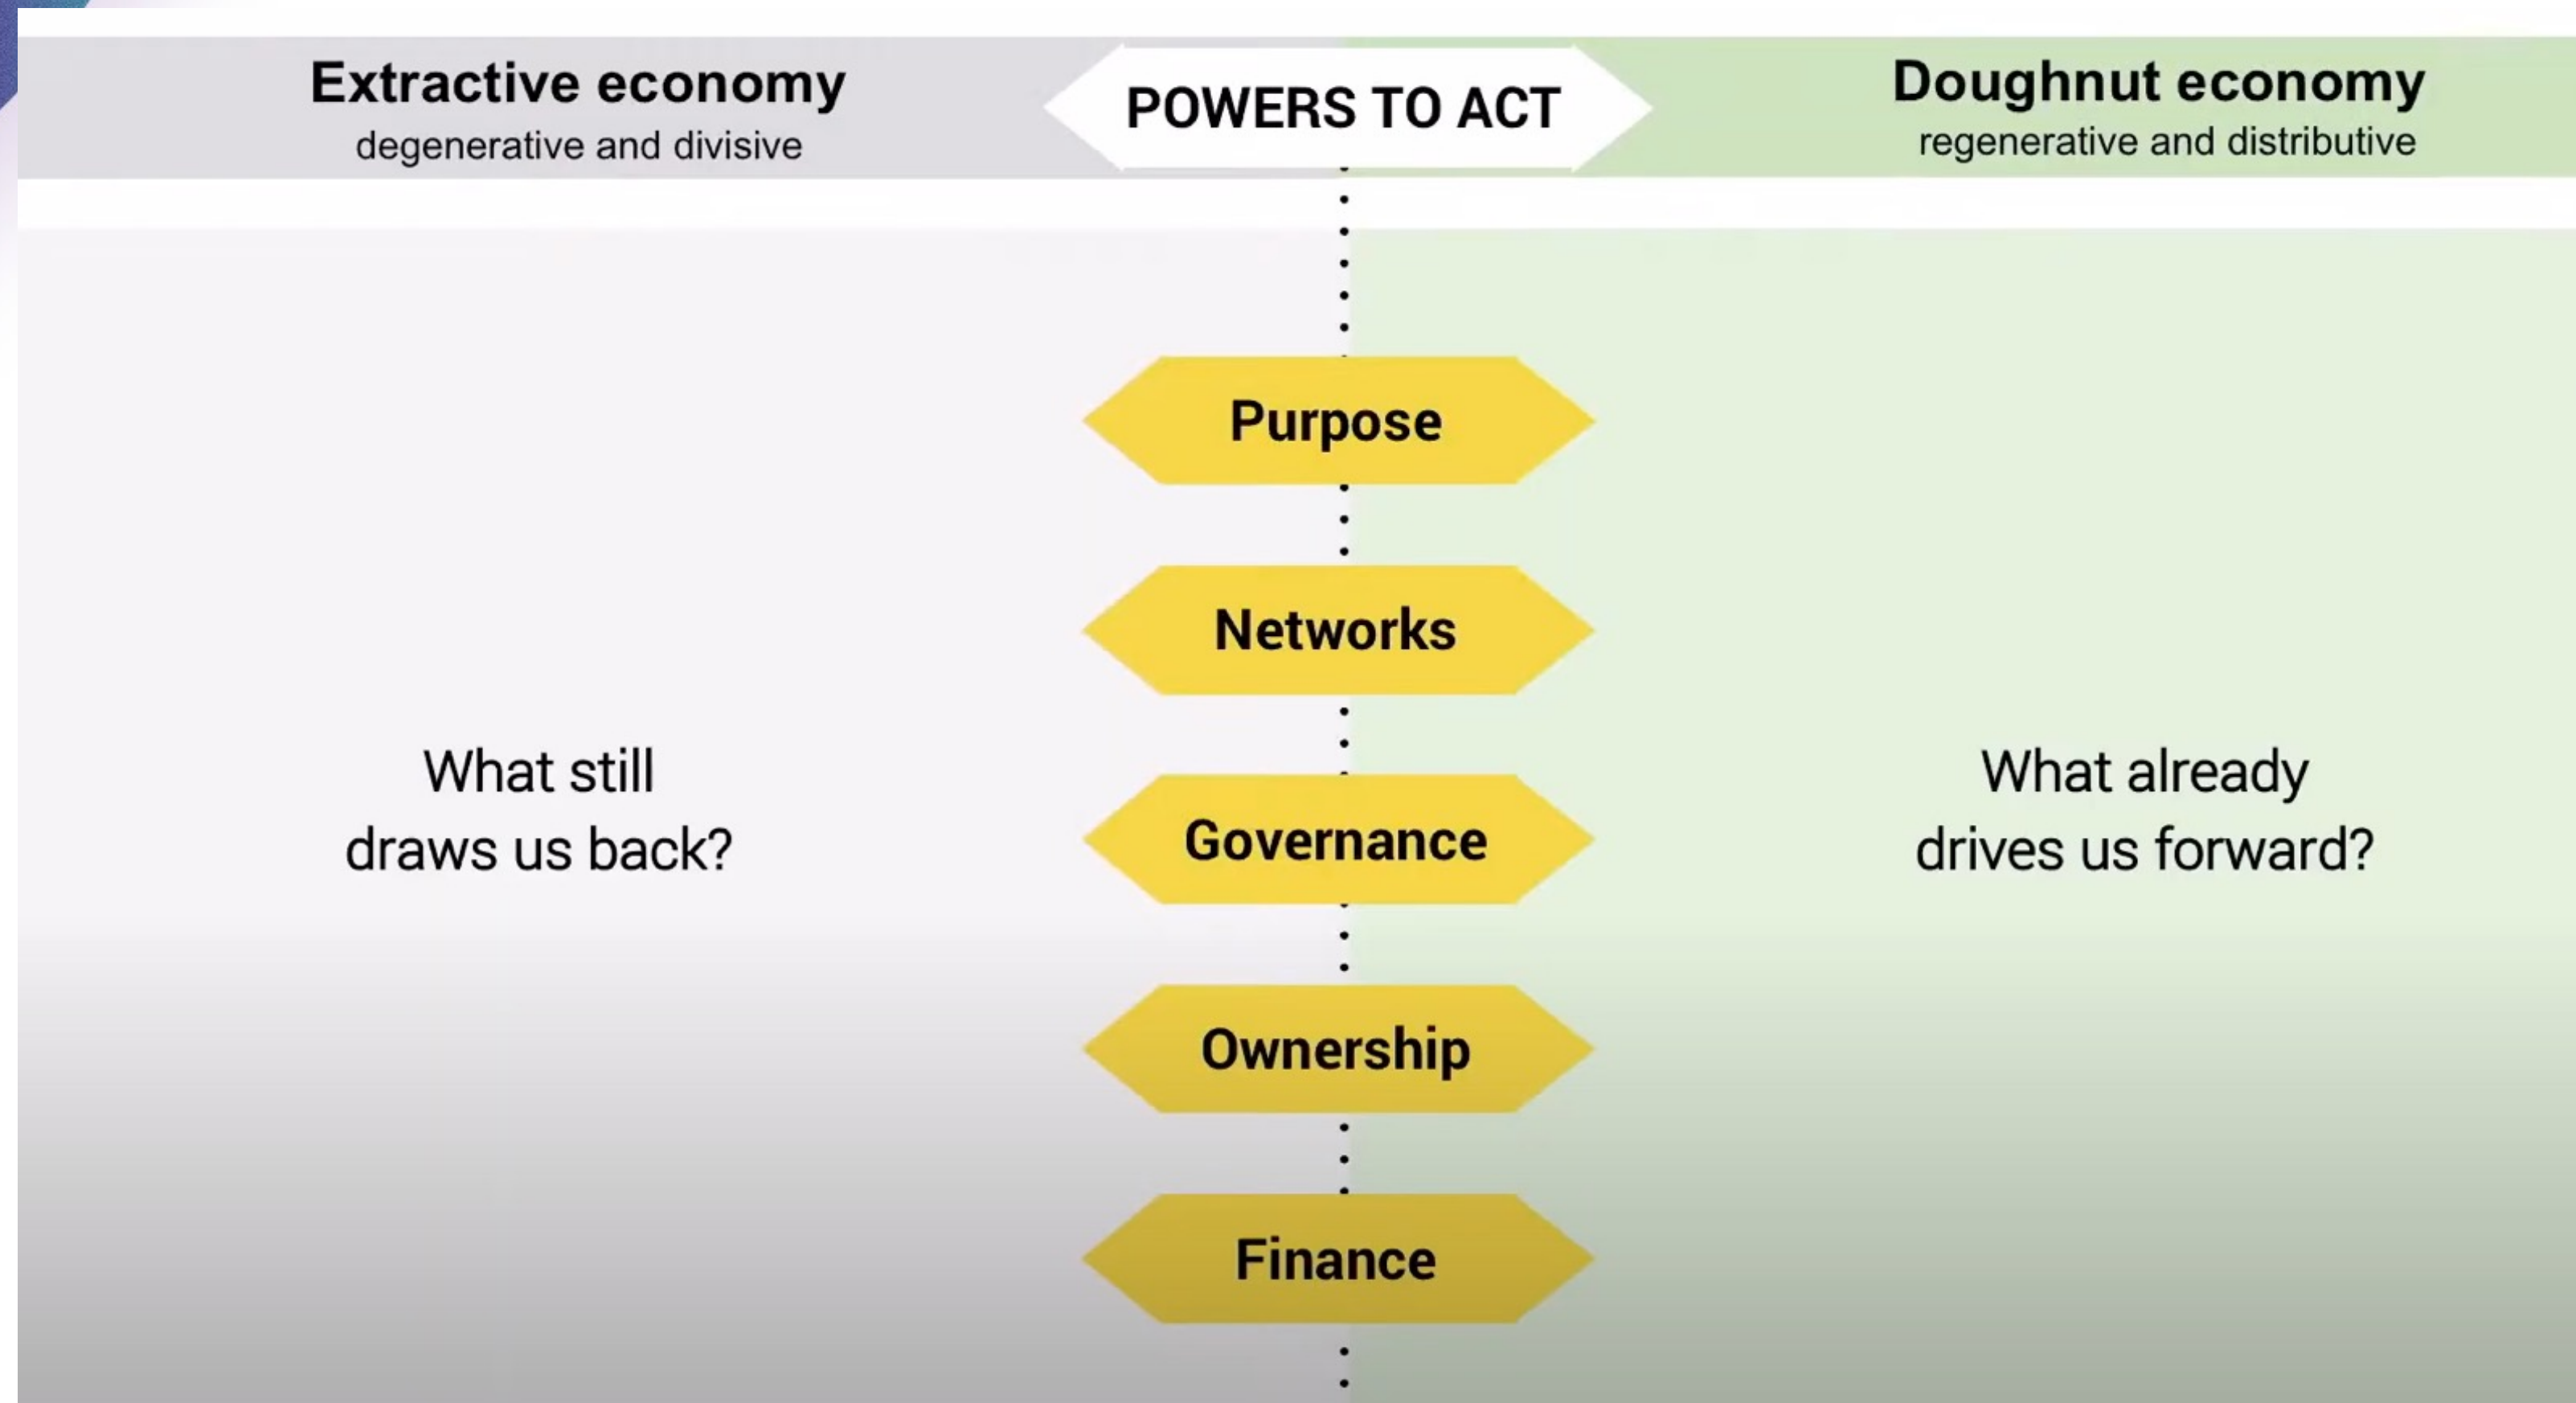 Extractive economy
degenerative and divisive
POWERS TO ACT
Doughnut economy
regenerative and distributive
Purpose
Networks
Governance
Ownership
Finance
What still
draws us back?
What already
drives us forward?